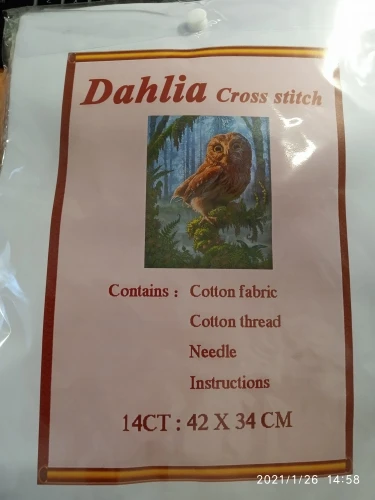 Dahlia Cross stitch
Contains : Cotton fabric
Cotton thread
Needle
Instructions
14CT : 42 X 34 CM
2021/1/26 14:58